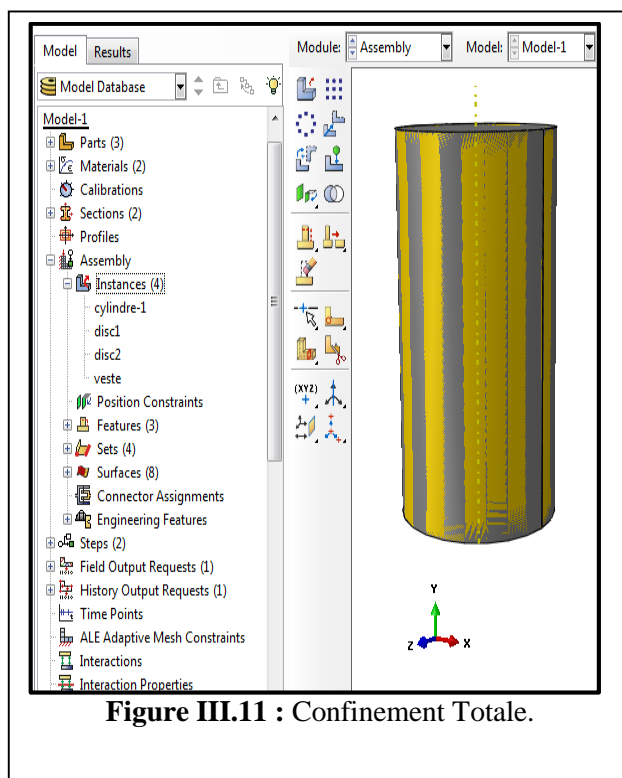 Model Results
Module: Assembly Model: Model-1
Model Database
Model-1
Parts (3)
Materials (2)
Calibrations
Sections (2)
Profiles
Assembly
Instances (4)
cylindre-1
disc1
disc2
veste
Position Constraints
Features (3)
Sets (4)
Surfaces (8)
Connector Assignments
Engineering Features
Steps (2)
Field Output Requests (1)
History Output Requests (1)
Time Points
ALE Adaptive Mesh Constraints
Interactions
Interaction Properties
(XYZ)
Y
Z X
Figure III.11 : Confinement Totale.